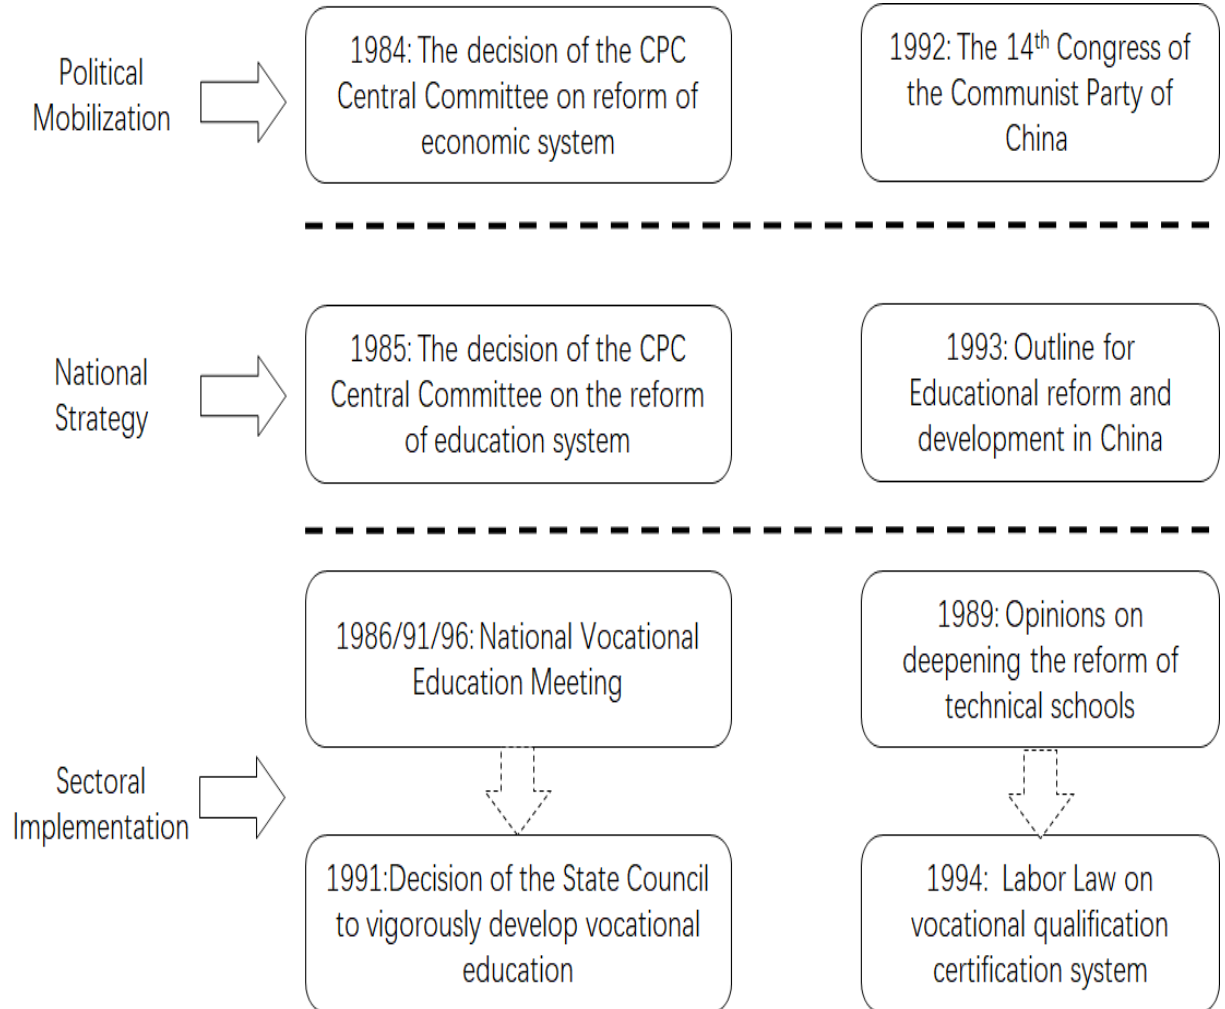 Political
Mobilization
1984: The decision of the CPC
Central Committee on reform of
economic system
1992: The 14th Congress of
the Communist Party of
China
National
Strategy
1985: The decision of the CPC
Central Committee on the reform
of education system
1993: Outline for
Educational reform and
development in China
Sectoral
Implementation
1986/91/96: National Vocational
Education Meeting
1989: Opinions on
deepening the reform of
technical schools
1991:Decision of the State Council
to vigorously develop vocational
education
1994: Labor Law on
vocational qualification
certification system